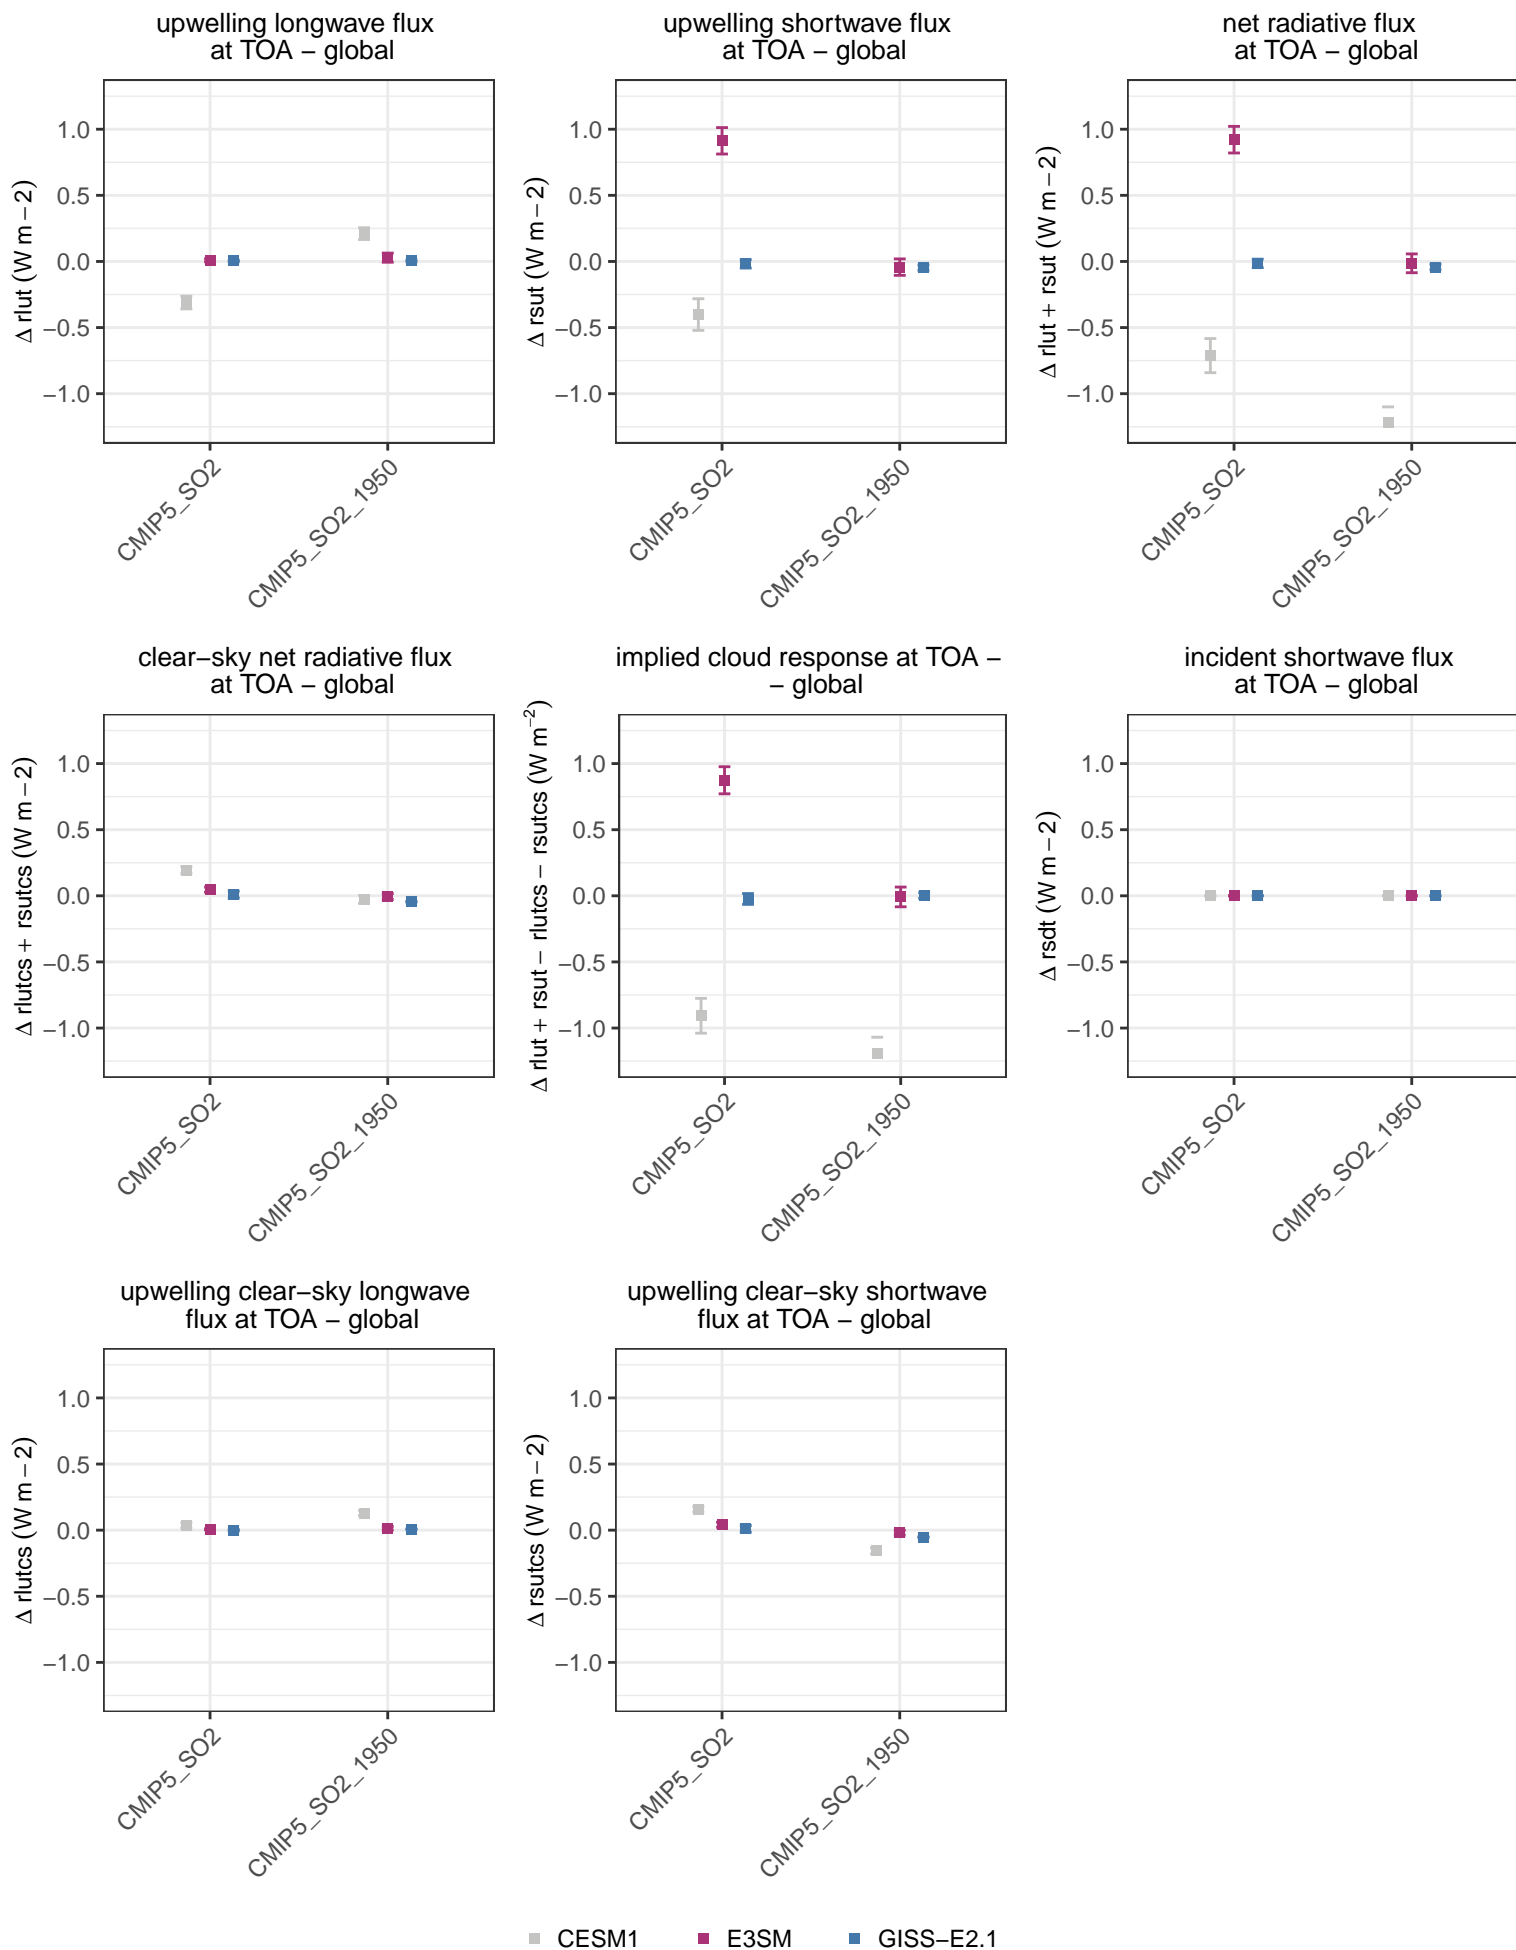 upwelling longwave flux
at TOA − global
upwelling shortwave flux
at TOA − global
net radiative flux
at TOA − global
Δ rlut (W m−2)
1.0
0.5
0.0
−0.5
−1.0
CMIP5_SO2
CMIP5_SO2_1950
Δ rsut (W m−2)
1.0
0.5
0.0
−0.5
−1.0
CMIP5_SO2
CMIP5_SO2_1950
Δ rlut + rsut (W m−2)
1.0
0.5
0.0
−0.5
−1.0
CMIP5_SO2
CMIP5_SO2_1950
clear−sky net radiative flux
at TOA − global
implied cloud response at TOA −
− global
incident shortwave flux
at TOA − global
Δ rlutcs + rsutcs (W m−2)
1.0
0.5
0.0
−0.5
−1.0
CMIP5_SO2
CMIP5_SO2_1950
Δ rlut + rsut − rlutcs − rsutcs (W m⁻²)
1.0
0.5
0.0
−0.5
−1.0
CMIP5_SO2
CMIP5_SO2_1950
Δ rsdt (W m−2)
1.0
0.5
0.0
−0.5
−1.0
CMIP5_SO2
CMIP5_SO2_1950
upwelling clear−sky longwave
flux at TOA − global
upwelling clear−sky shortwave
flux at TOA − global
Δ rlutcs (W m−2)
1.0
0.5
0.0
−0.5
−1.0
CMIP5_SO2
CMIP5_SO2_1950
Δ rsutcs (W m−2)
1.0
0.5
0.0
−0.5
−1.0
CMIP5_SO2
CMIP5_SO2_1950
CESM1 E3SM GISS−E2.1